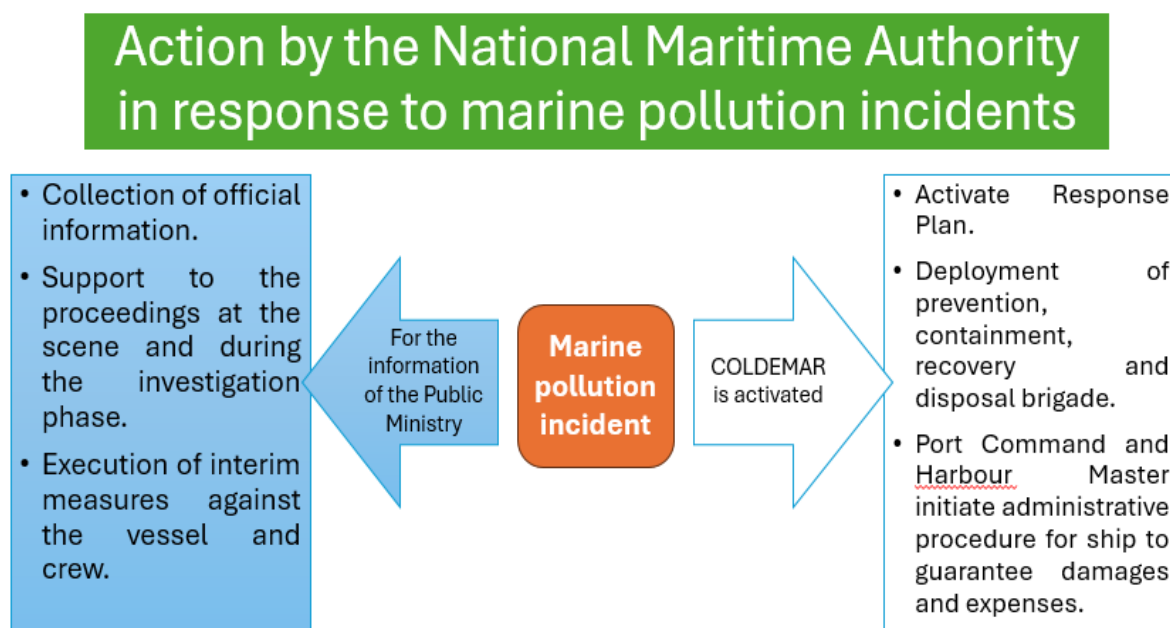 Action by the National Maritime Authority
in response to marine pollution incidents
• Collection of official
information.
• Support to the
proceedings at the
scene and during
the investigation
phase.
• Execution of interim
measures against
the vessel and
crew.
For the
information
of the Public
Ministry
Marine
pollution
incident
COLDEMAR
is activated
• Activate Response
Plan.
• Deployment of
prevention,
containment,
recovery and
disposal brigade.
• Port Command and
Harbour Master
initiate administrative
procedure for ship to
guarantee damages
and expenses.